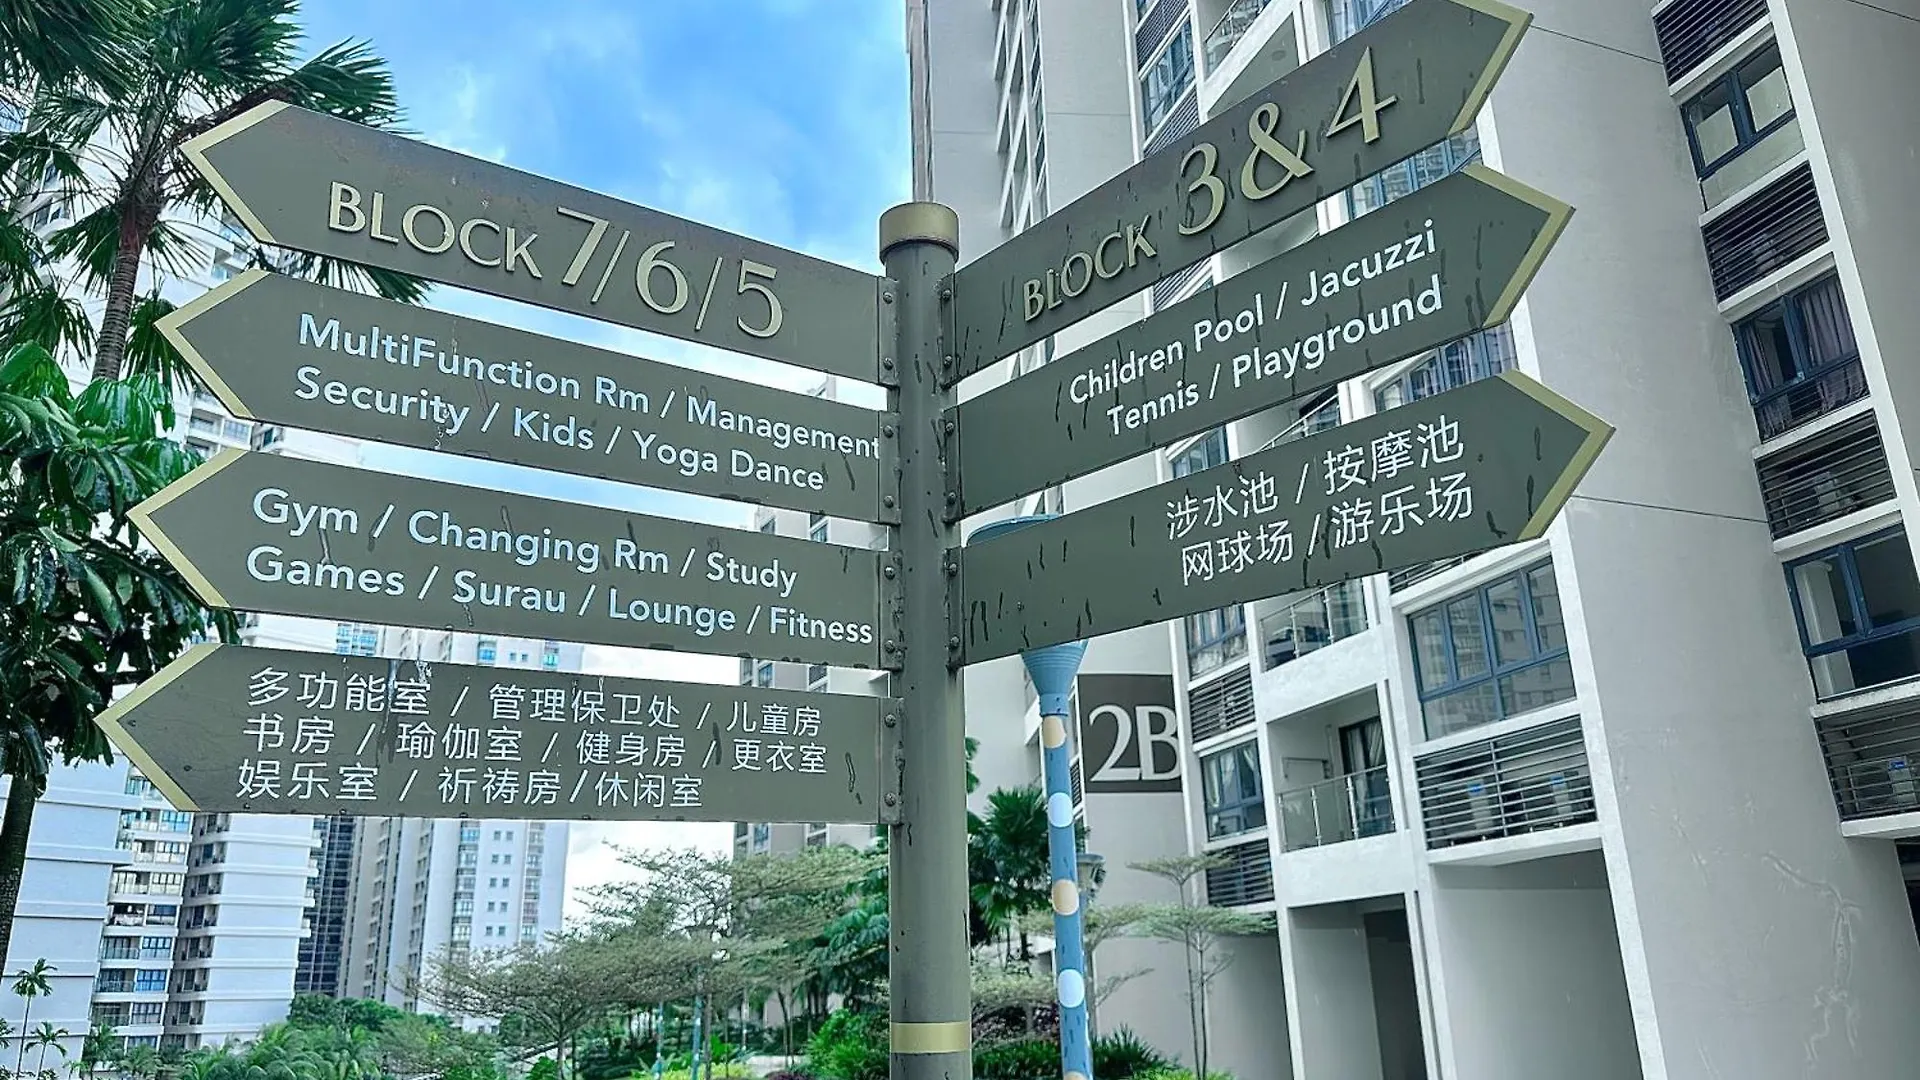 BLOCK 7/6/5
MultiFunction Rm / Management
Security / Kids / Yoga Dance
Gym / Changing Rm / Study
Games / Surau / Lounge / Fitness
多功能室 / 管理保卫处 / 儿童房
书房 / 瑜伽室 / 健身房 / 更衣室
娱乐室 / 祈祷房 / 休闲室
BLOCK 3 & 4
Children Pool / Jacuzzi
Tennis / Playground
涉水池 / 按摩池
网球场 / 游乐场
2B